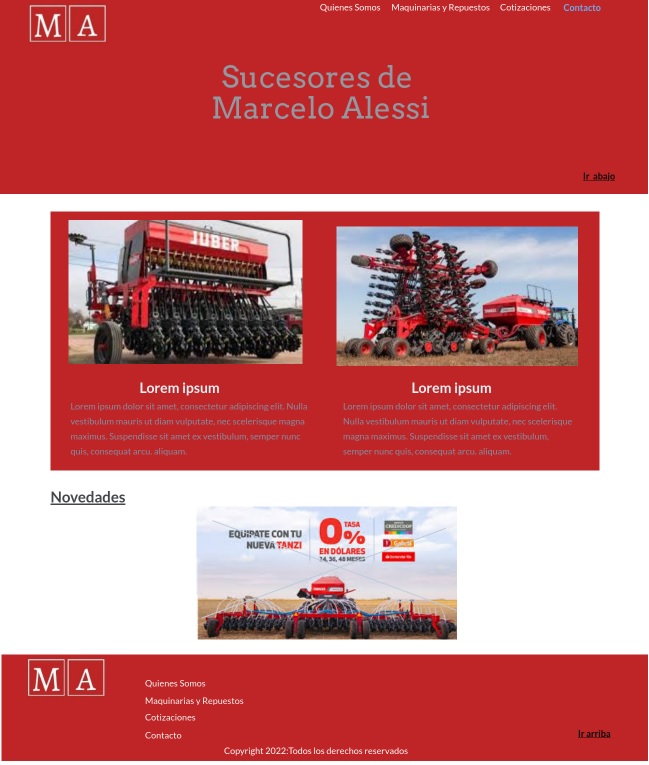 M A
Quienes Somos Maquinarias y Repuestos Cotizaciones Contacto
Sucesores de
Marcelo Alessi
Ir abajo
JUBER
Lorem ipsum
Lorem ipsum dolor sit amet, consectetur adipiscing elit. Nulla
vestibulum mauris ut diam vulputate, nec scelerisque magna
maximus. Suspendisse sit amet ex vestibulum, semper nunc
quis, consequat arcu. aliquam.
Lorem ipsum
Lorem ipsum dolor sit amet, consectetur adipiscing elit.
Nulla vestibulum mauris ut diam vulputate, nec scelerisque
magna maximus. Suspendisse sit amet ex vestibulum,
semper nunc quis, consequat arcu. aliquam.
Novedades
EQUIPATE CON TU
NUEVA TANZI
0%
TASA
EN DÓLARES
24, 36, 48 MESES
CREDICOOP
Galicia
Santander Río
M A
Quienes Somos
Maquinarias y Repuestos
Cotizaciones
Contacto
Ir arriba
Copyright 2022:Todos los derechos reservados